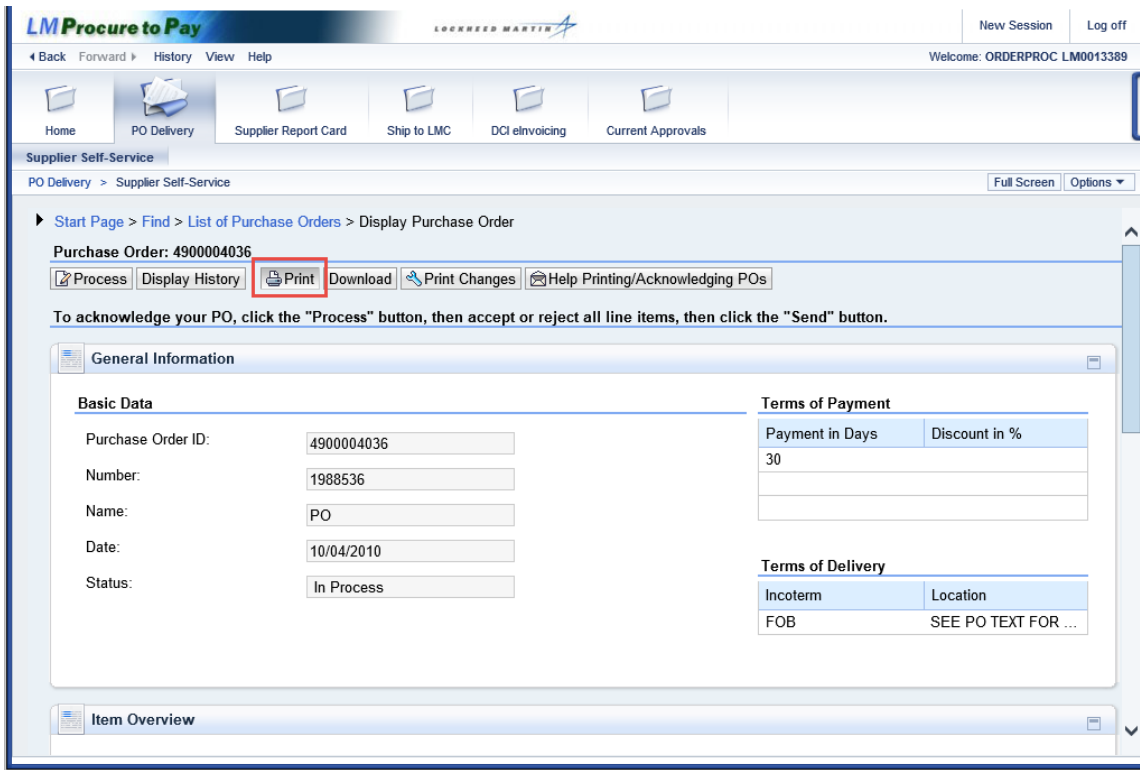 LM Procure to Pay
LOCKHEED MARTIN
New Session Log off
Back Forward History View Help
Welcome: ORDERPROC LM0013389
Home PO Delivery Supplier Report Card Ship to LMC DCI eInvoicing Current Approvals
Supplier Self-Service
PO Delivery > Supplier Self-Service
Full Screen Options
Start Page > Find > List of Purchase Orders > Display Purchase Order
Purchase Order: 4900004036
Process Display History Print Download Print Changes Help Printing/Acknowledging POs
To acknowledge your PO, click the "Process" button, then accept or reject all line items, then click the "Send" button.
General Information
Basic Data
Purchase Order ID: 4900004036
Number: 1988536
Name: PO
Date: 10/04/2010
Status: In Process
Terms of Payment
Payment in Days Discount in %
30
Terms of Delivery
Incoterm Location
FOB SEE PO TEXT FOR ...
Item Overview